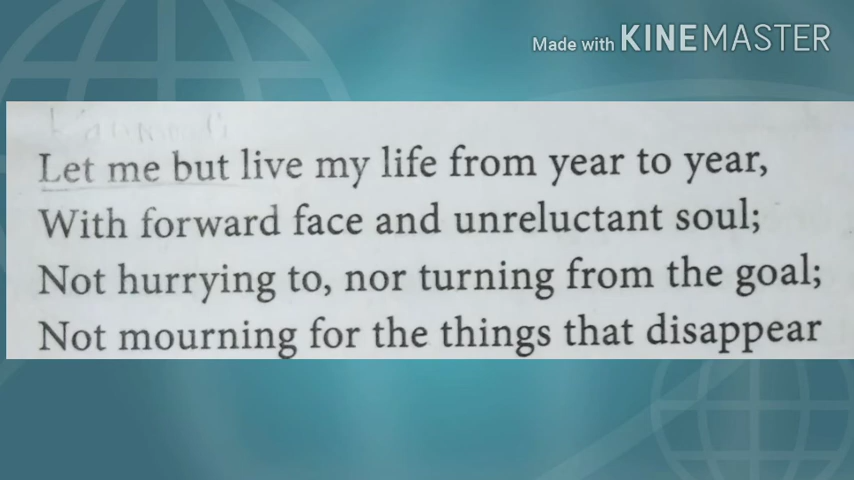 Made with KINEMASTER
Let me but live my life from year to year,
With forward face and unreluctant soul;
Not hurrying to, nor turning from the goal;
Not mourning for the things that disappear